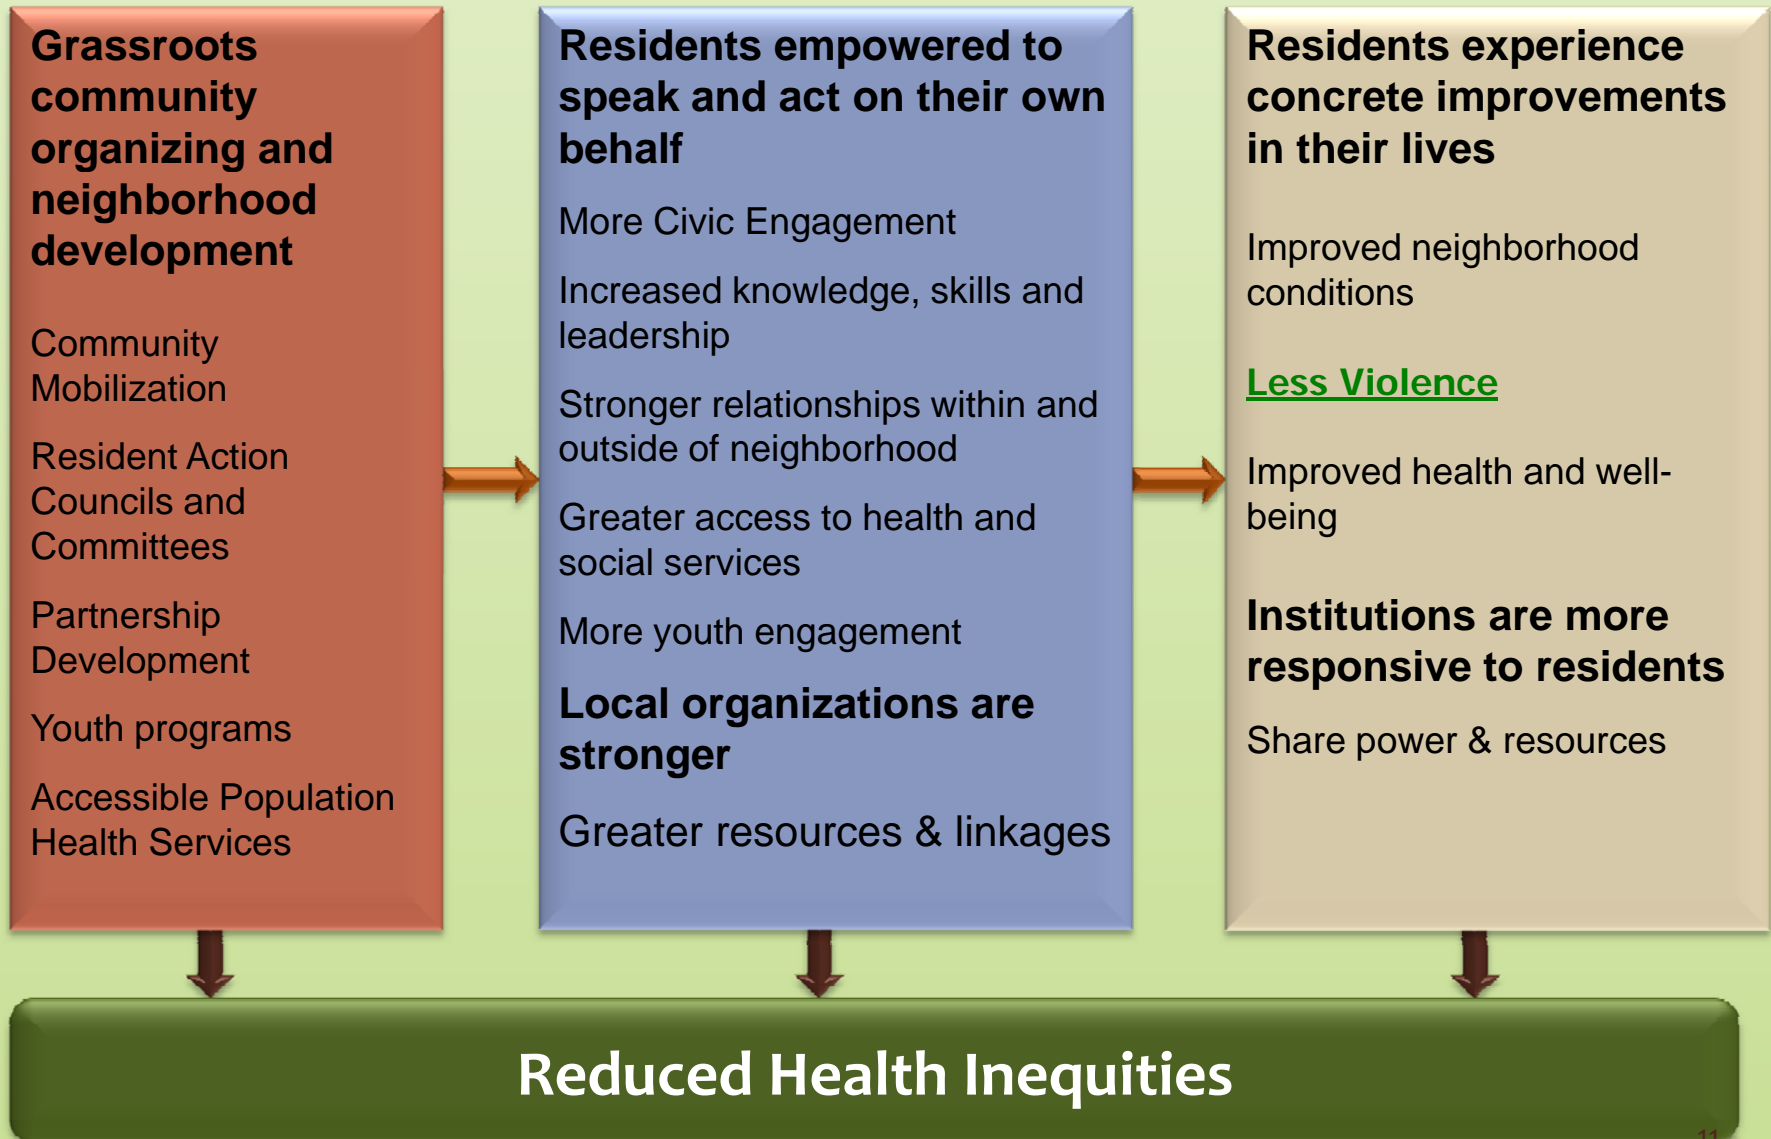 Grassroots
community
organizing and
neighborhood
development
Community
Mobilization
Resident Action
Councils and
Committees
Partnership
Development
Youth programs
Accessible Population
Health Services
Residents empowered to
speak and act on their own
behalf
More Civic Engagement
Increased knowledge, skills and
leadership
Stronger relationships within and
outside of neighborhood
Greater access to health and
social services
More youth engagement
Local organizations are
stronger
Greater resources & linkages
Residents experience
concrete improvements
in their lives
Improved neighborhood
conditions
Less Violence
Improved health and well-
being
Institutions are more
responsive to residents
Share power & resources
Reduced Health Inequities
11